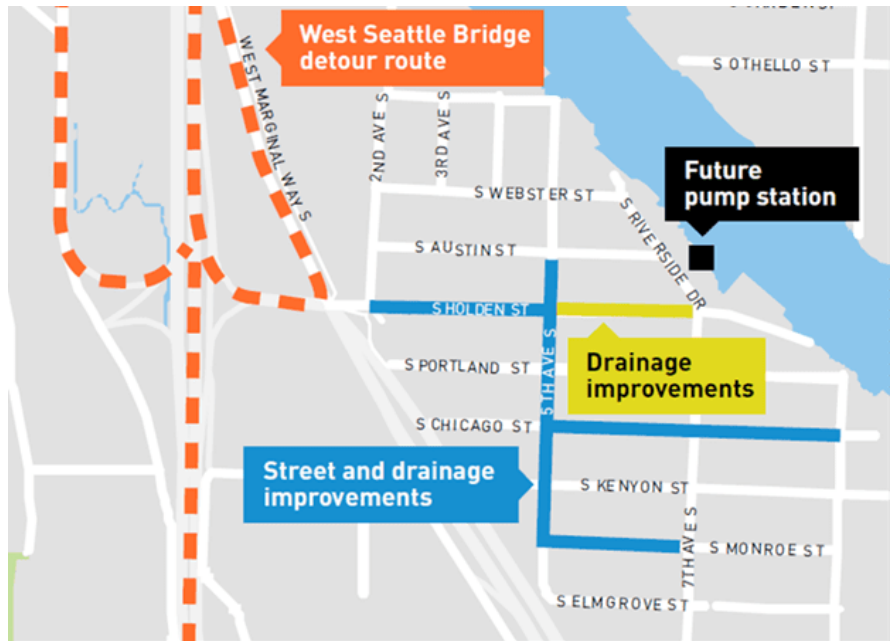 West Seattle Bridge
detour route
WEST MARGINAL WAY S
S OTHELLO ST
2ND AVE S
3RD AVE S
S WEBSTER ST
Future
pump station
S RIVERSIDE DR
S AUSTIN ST
S HOLDEN ST
5TH AVE S
Drainage
improvements
S PORTLAND ST
S CHICAGO ST
Street and drainage
improvements
S KENYON ST
7TH AVE S
S MONROE ST
S ELMGROVE ST